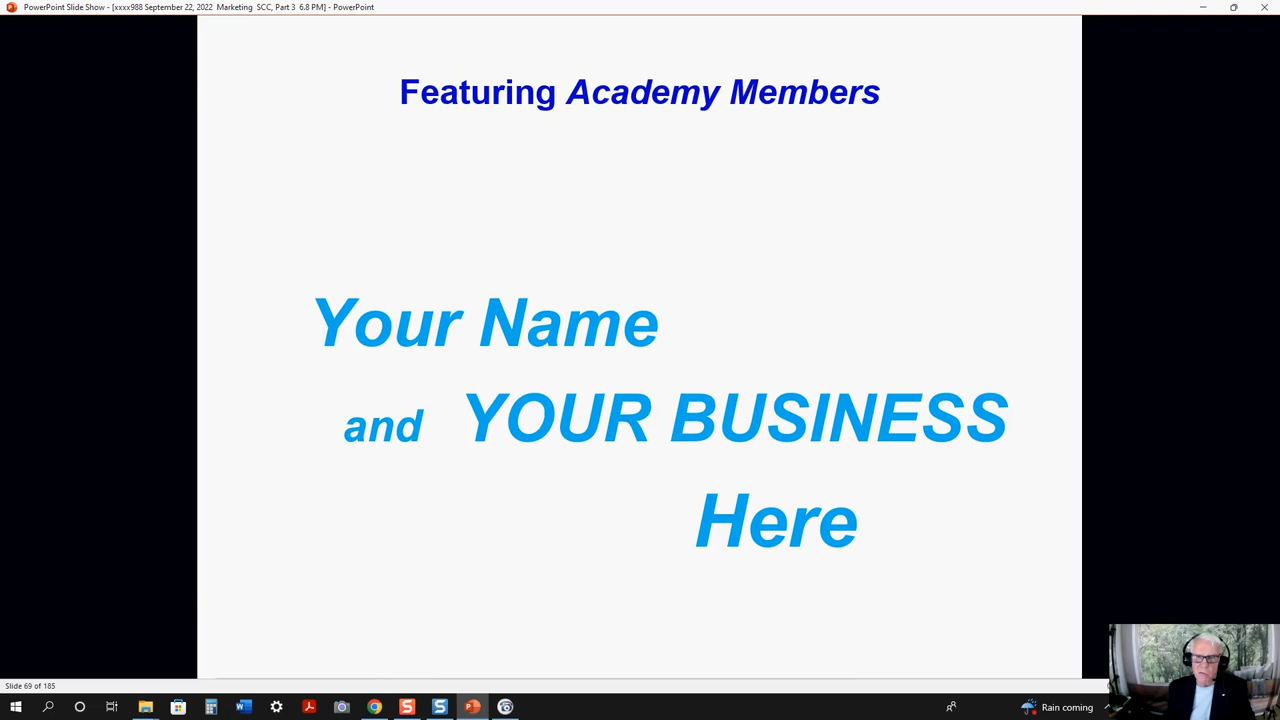 PowerPoint Slide Show - [xxxx988 September 22, 2022 Marketing SCC, Part 3 6.8 PM] - PowerPoint
Featuring Academy Members
Your Name
and YOUR BUSINESS
Here
Slide 69 of 185
Rain coming